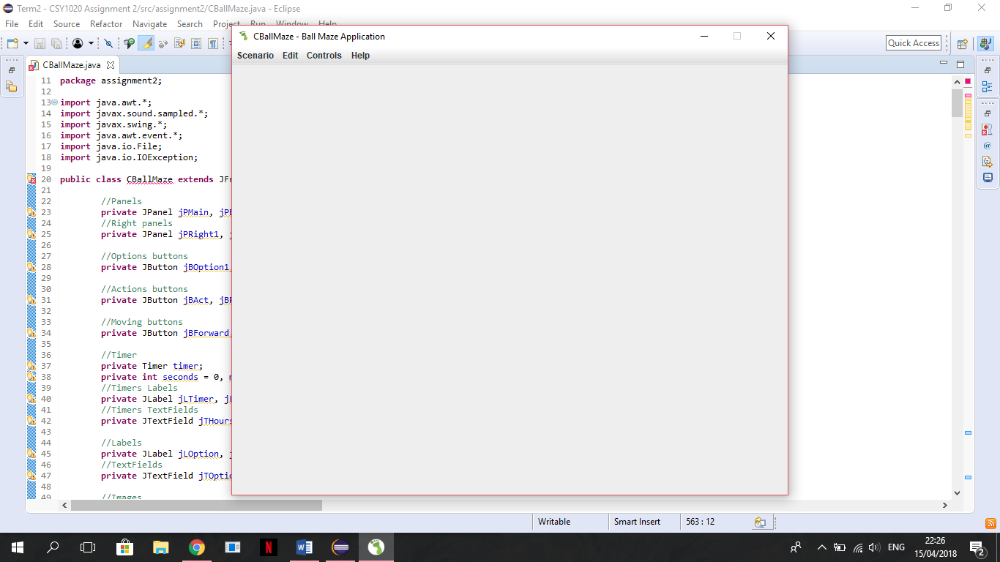 Term2 - CSY1020 Assignment 2/src/assignment2/CBallMaze.java - Eclipse
File Edit Source Refactor Navigate Search Project Run Window Help
Quick Access
CBallMaze.java
CBallMaze - Ball Maze Application
Scenario Edit Controls Help
11 package assignment2;
12
13 import java.awt.*;
14 import javax.sound.sampled.*;
15 import javax.swing.*;
16 import java.awt.event.*;
17 import java.io.File;
18 import java.io.IOException;
19
20 public class CBallMaze extends
21
22 //Panels
23 private JPanel jPMain,
24 //Right panels
25 private JPanel jPRight1,
26
27 //Options buttons
28 private JButton jBOption1
29
30 //Actions buttons
31 private JButton jBAct,
32
33 //Moving buttons
34 private JButton jBForward
35
36 //Timer
37 private Timer timer;
38 private int seconds = 0,
39 //Timers Labels
40 private JLabel jLTimer,
41 //Timers TextFields
42 private JTextField jTHours
43
44 //Labels
45 private JLabel jLOption,
46 //TextFields
47 private JTextField
48
49 //Images
Writable Smart Insert 563 : 12
N W
ENG 22:26
15/04/2018
2